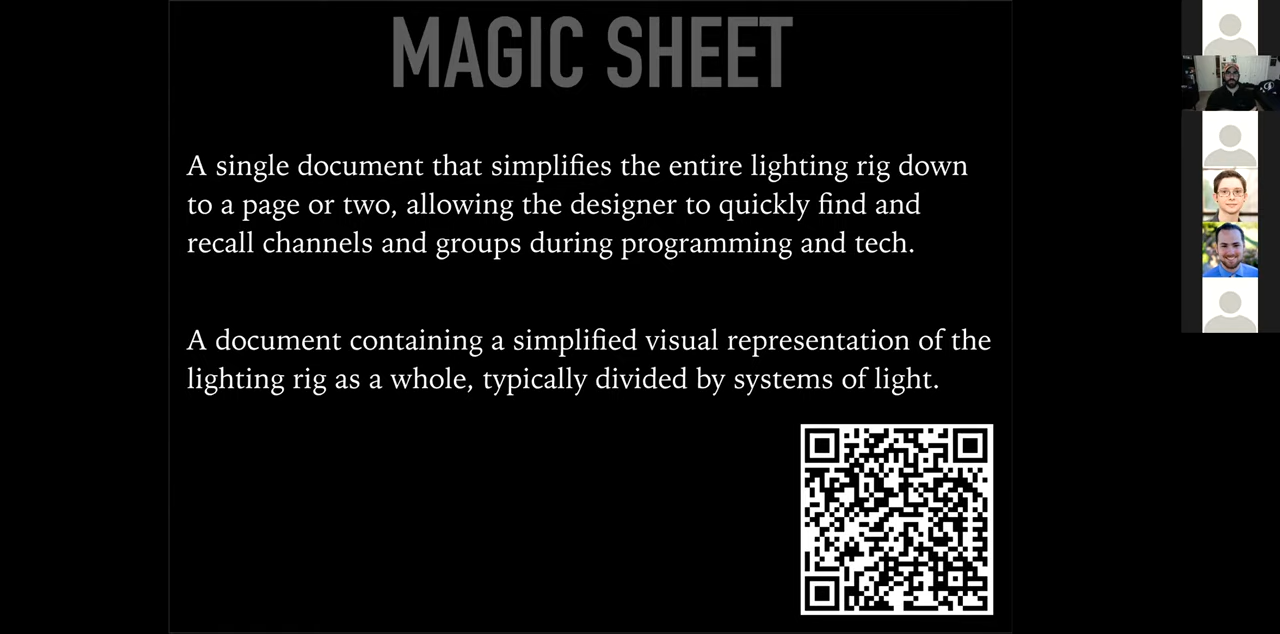 MAGIC SHEET
A single document that simplifies the entire lighting rig down
to a page or two, allowing the designer to quickly find and
recall channels and groups during programming and tech.
A document containing a simplified visual representation of the
lighting rig as a whole, typically divided by systems of light.